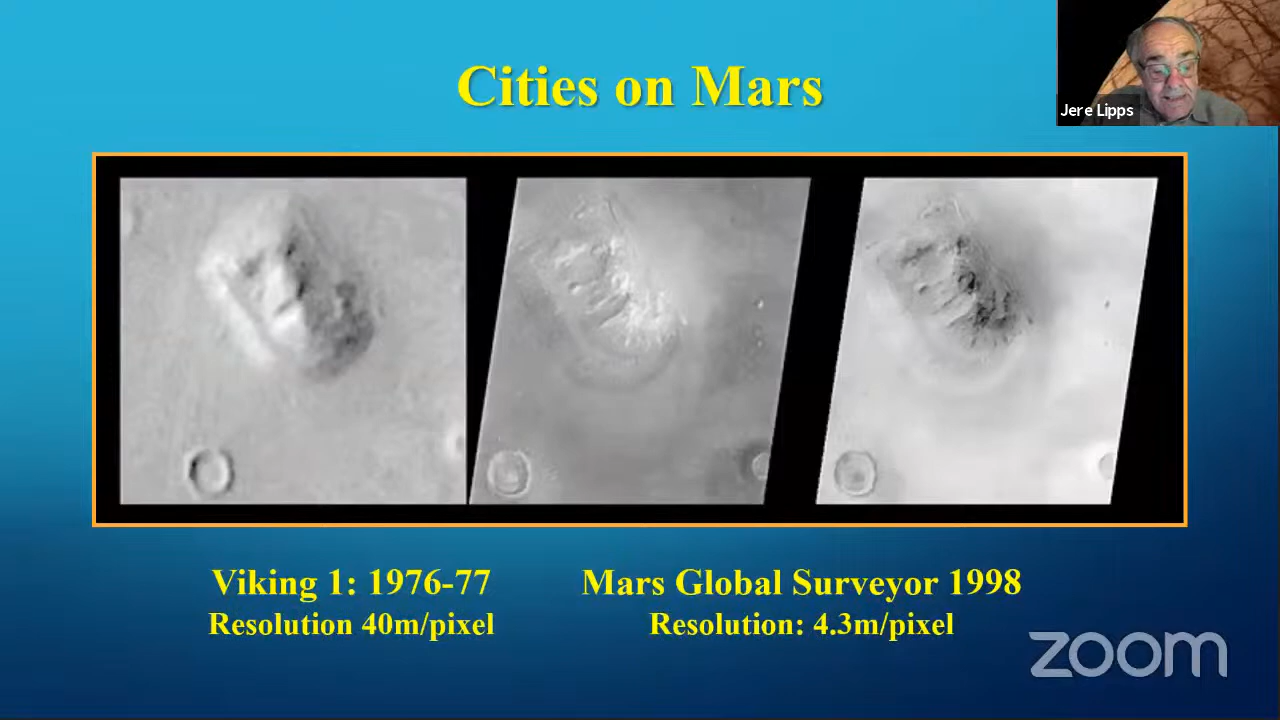 Cities on Mars
Jere Lipps
Viking 1: 1976-77
Resolution 40m/pixel
Mars Global Surveyor 1998
Resolution: 4.3m/pixel
zoom